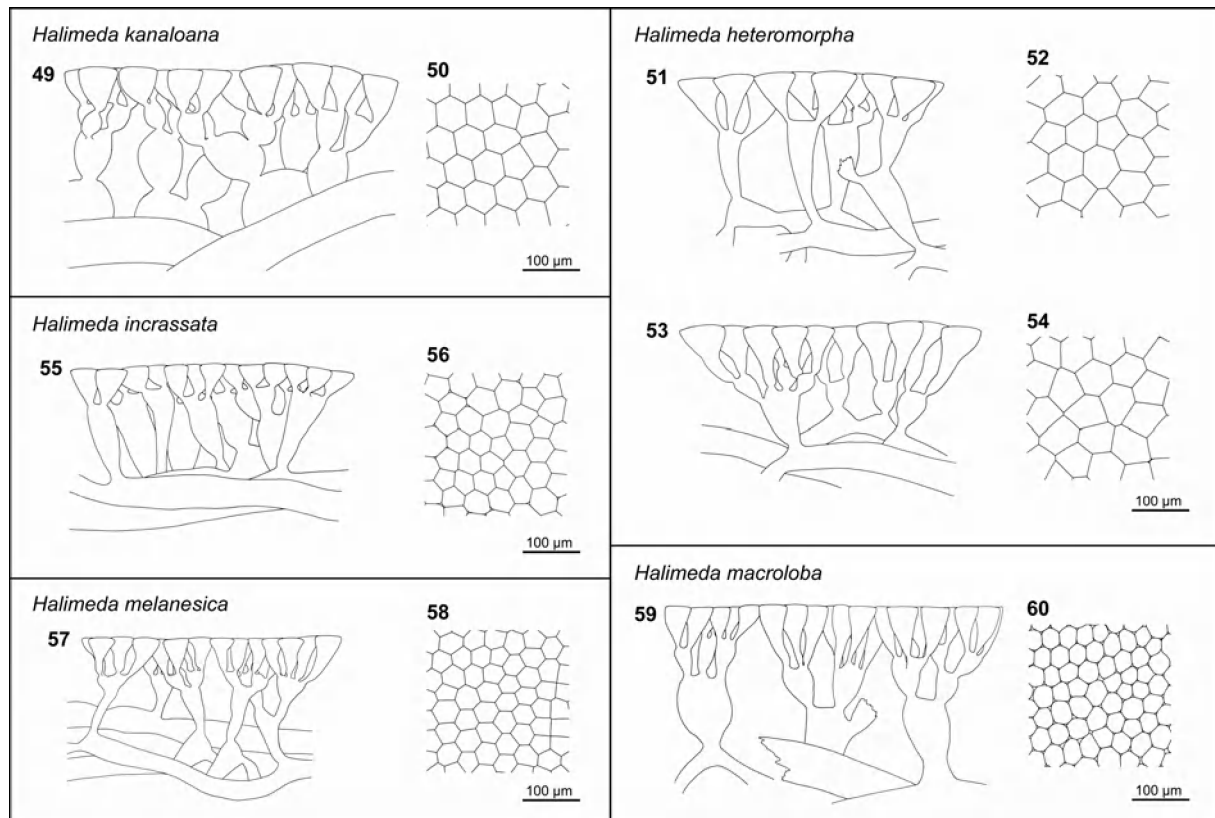 Halimeda kanaloana
49
50
100 µm
Halimeda incrassata
55
56
100 µm
Halimeda melanesica
57
58
100 µm
Halimeda heteromorpha
51
52
53
54
100 µm
Halimeda macroloba
59
60
100 µm